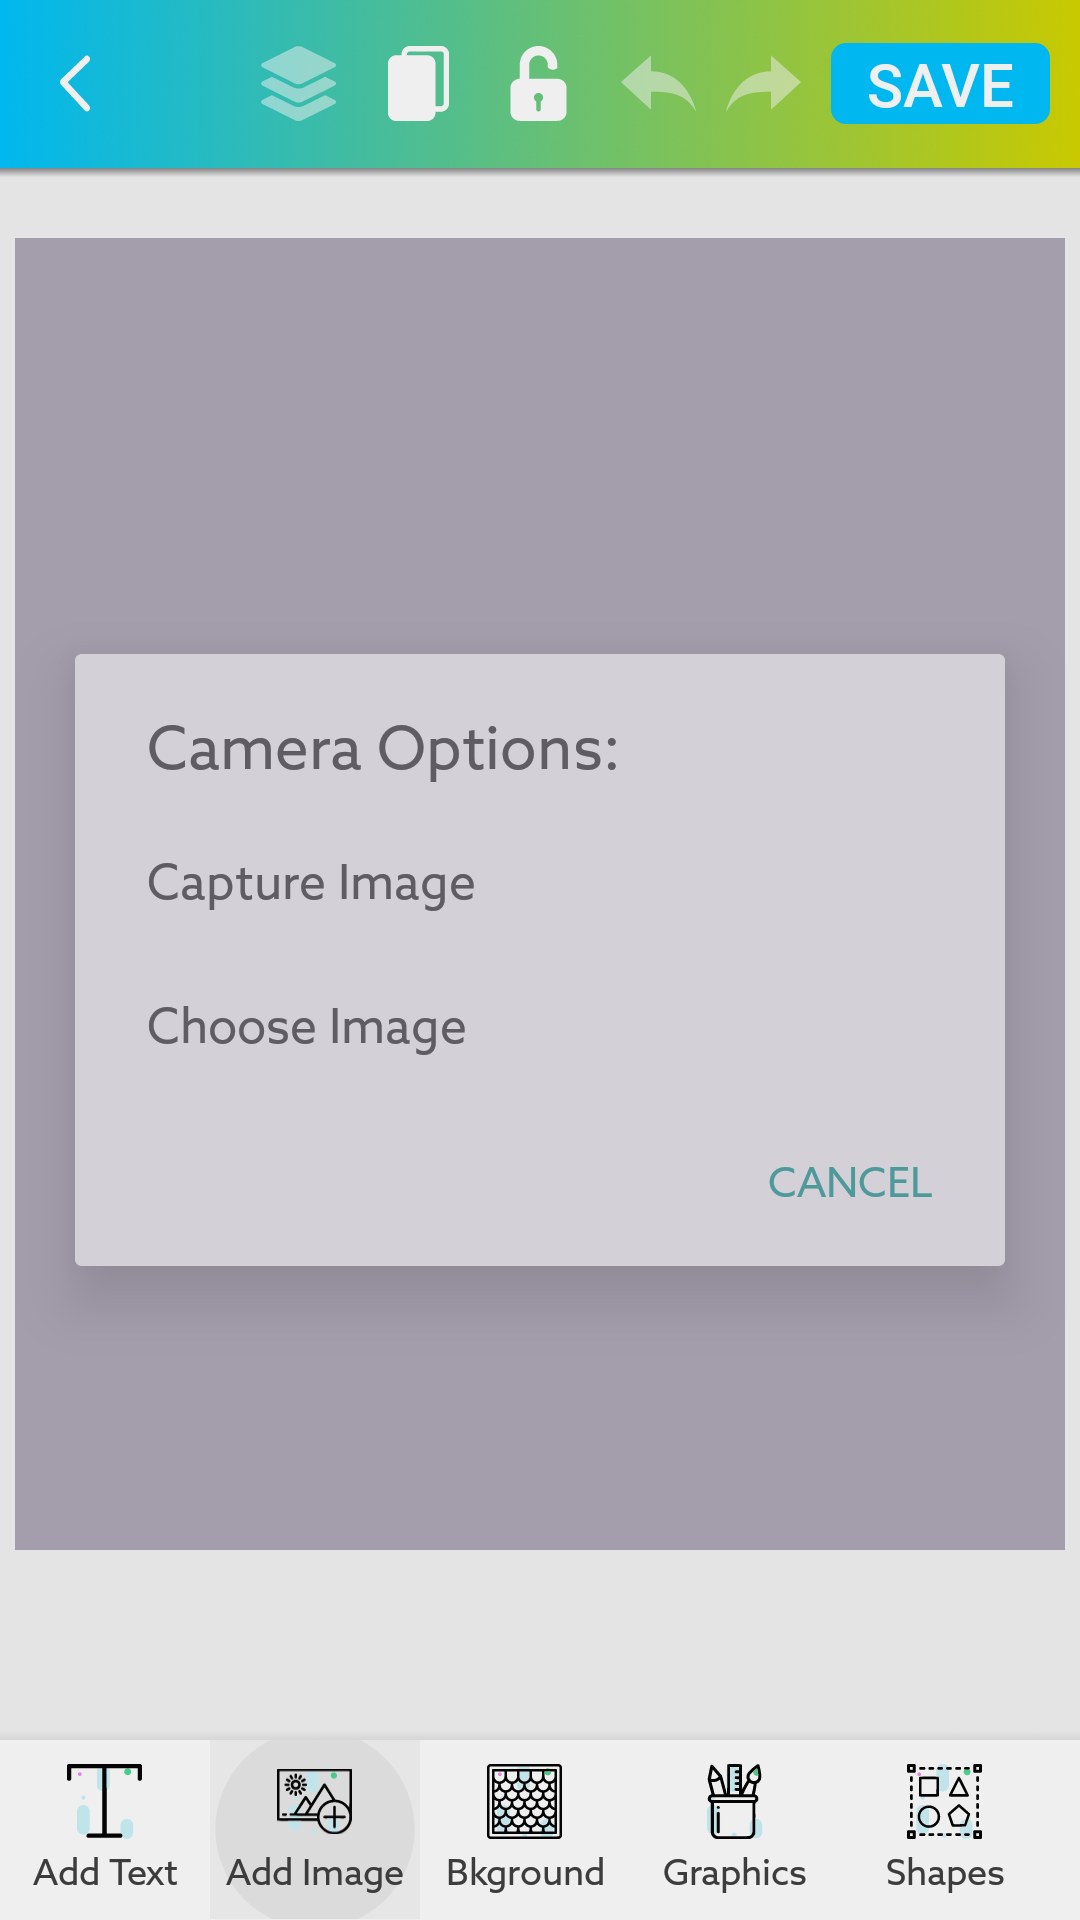 SAVE
Camera Options:
Capture Image
Choose Image
CANCEL
Add Text
Add Image
Bkground
Graphics
Shapes